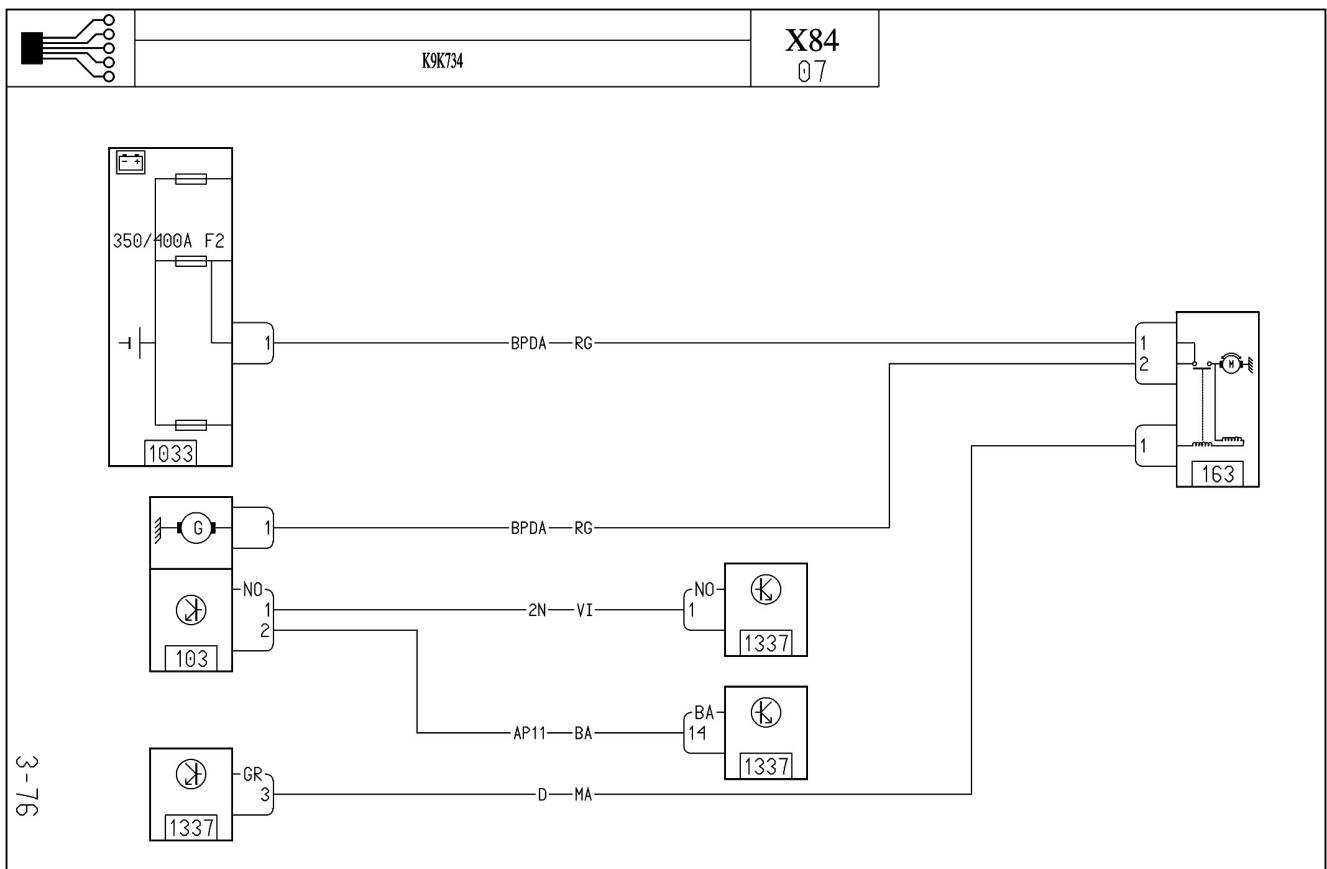 K9K734
X84
07
350/400A F2
1
BPDA RG
1
2
1033
1
163
G
1
BPDA RG
M
NO
1
2
2N VI
NO
1
103
1337
AP11 BA
BA
14
1337
GR
3
D MA
1337
3-76